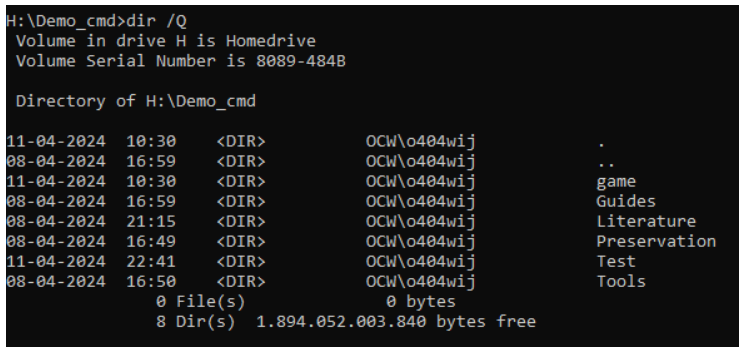 H:\Demo_cmd>dir /Q
Volume in drive H is Homedrive
Volume Serial Number is 8089-484B
Directory of H:\Demo_cmd
11-04-2024 10:30 <DIR> OCW\o404wij .
08-04-2024 16:59 <DIR> OCW\o404wij ..
11-04-2024 10:30 <DIR> OCW\o404wij game
08-04-2024 16:59 <DIR> OCW\o404wij Guides
08-04-2024 21:15 <DIR> OCW\o404wij Literature
08-04-2024 16:49 <DIR> OCW\o404wij Preservation
11-04-2024 22:41 <DIR> OCW\o404wij Test
08-04-2024 16:50 <DIR> OCW\o404wij Tools
0 File(s) 0 bytes
8 Dir(s) 1.894.052.003.840 bytes free